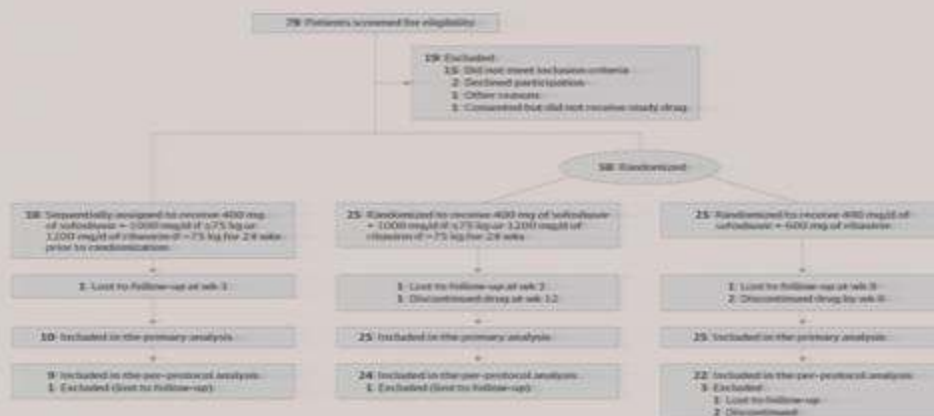 79 Patients screened for eligibility
19 Excluded
15 Did not meet inclusion criteria
2 Declined participation
1 Other reasons
1 Consented but did not receive study drug
50 Randomized
10 Sequentially assigned to receive 400 mg
of sofosbuvir + 1000 mg/d if ≤75 kg or
1200 mg/d of ribavirin if >75 kg for 24 wks
prior to randomization
25 Randomized to receive 400 mg of sofosbuvir
+ 1000 mg/d if ≤75 kg or 1200 mg/d of
ribavirin if >75 kg for 24 wks
25 Randomized to receive 400 mg/d of
sofosbuvir + 600 mg of ribavirin
1 Lost to follow-up at wk
1 Lost to follow-up at wk
1 Discontinued drug at wk 12
1 Lost to follow-up at wk 8
2 Discontinued drug by wk 8
10 Included in the primary analysis
25 Included in the primary analysis
25 Included in the primary analysis
9 Included in the per-protocol analysis
1 Excluded (lost to follow-up)
24 Included in the per-protocol analysis
1 Excluded (lost to follow-up)
22 Included in the per-protocol analysis
3 Excluded
1 Lost to follow-up
2 Discontinued